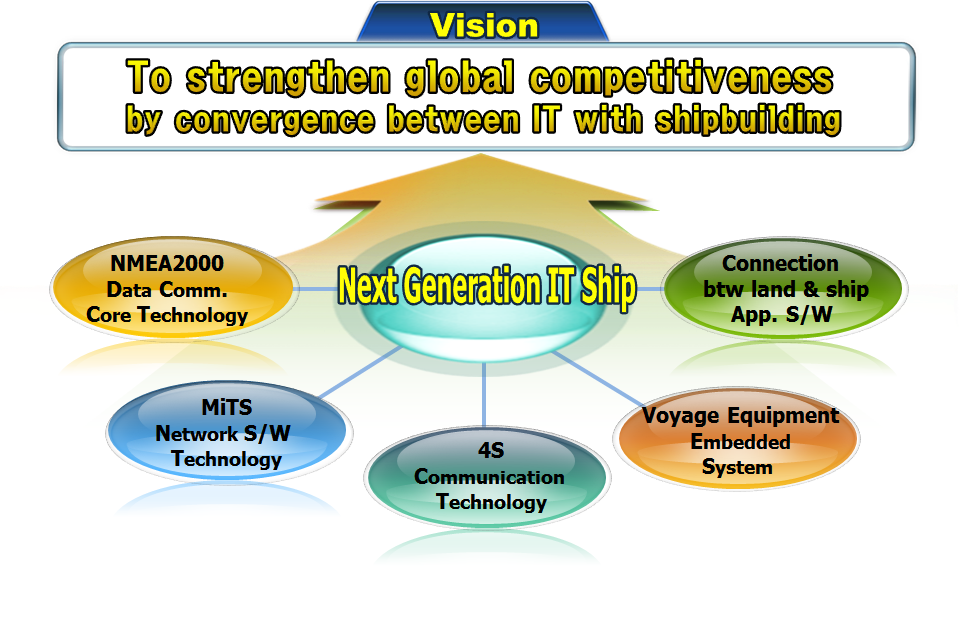 Vision
To strengthen global competitiveness
by convergence between IT with shipbuilding
Next Generation IT Ship
NMEA2000
Data Comm.
Core Technology
Connection
btw land & ship
App. S/W
MiTS
Network S/W
Technology
4S
Communication
Technology
Voyage Equipment
Embedded
System